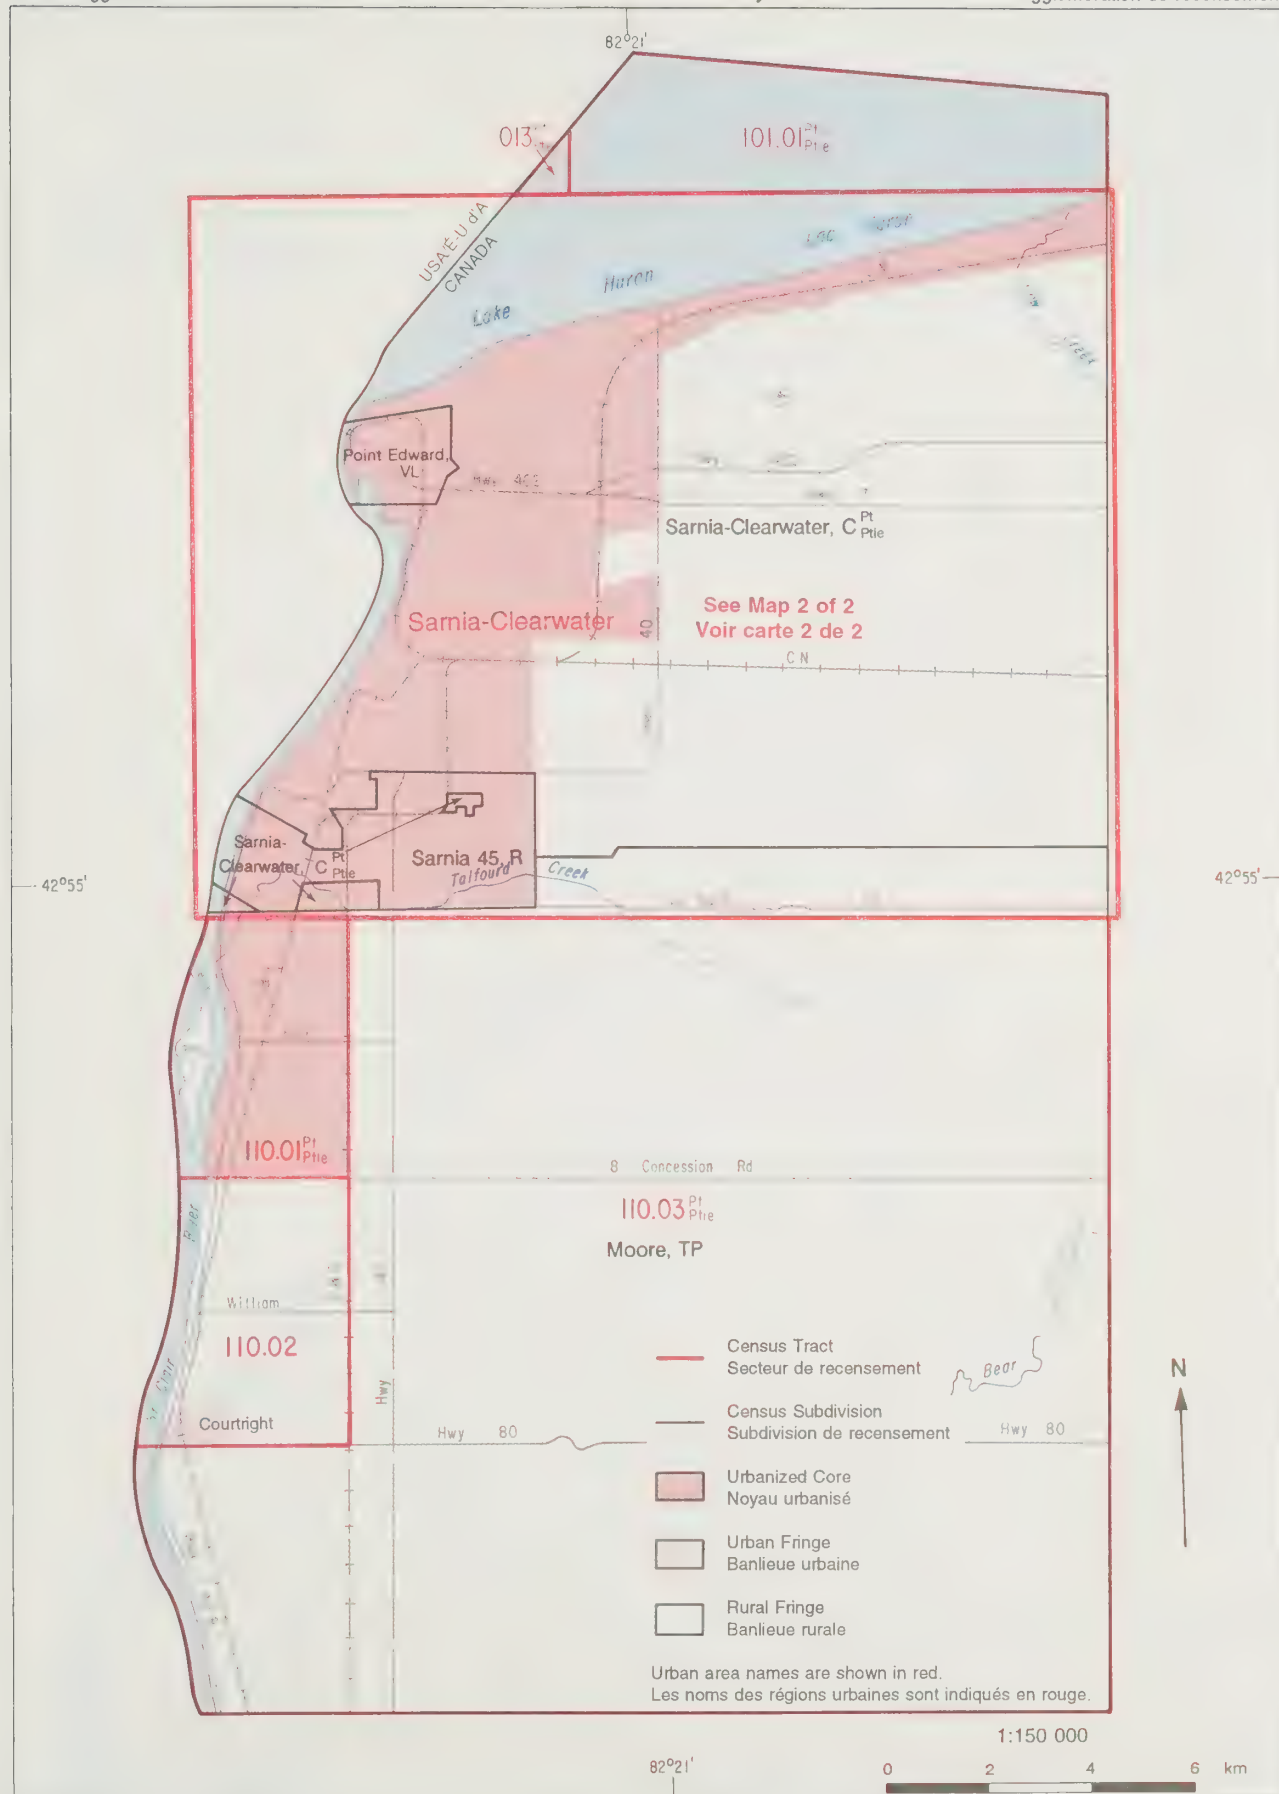 82°21'
013
101.01 Pt
Ptie
USA/É-U d'A
CANADA
Lake Huron
Lac Huron
Point Edward,
VL
Hwy 402
Sarnia-Clearwater, C Pt
Ptie
Sarnia-Clearwater
See Map 2 of 2
Voir carte 2 de 2
40
C N
Sarnia-
Clearwater, C Pt
Ptie
Sarnia 45, R
Talfourd Creek
42°55'
42°55'
110.01 Pt
Ptie
8 Concession Rd
110.03 Pt
Ptie
Moore, TP
St Clair River
William
110.02
Courtright
Hwy
Hwy 80
Census Tract
Secteur de recensement
Bear
Census Subdivision
Subdivision de recensement
Hwy 80
N
Urbanized Core
Noyau urbanisé
Urban Fringe
Banlieue urbaine
Rural Fringe
Banlieue rurale
Urban area names are shown in red.
Les noms des régions urbaines sont indiqués en rouge.
1:150 000
82°21'
0 2 4 6 km